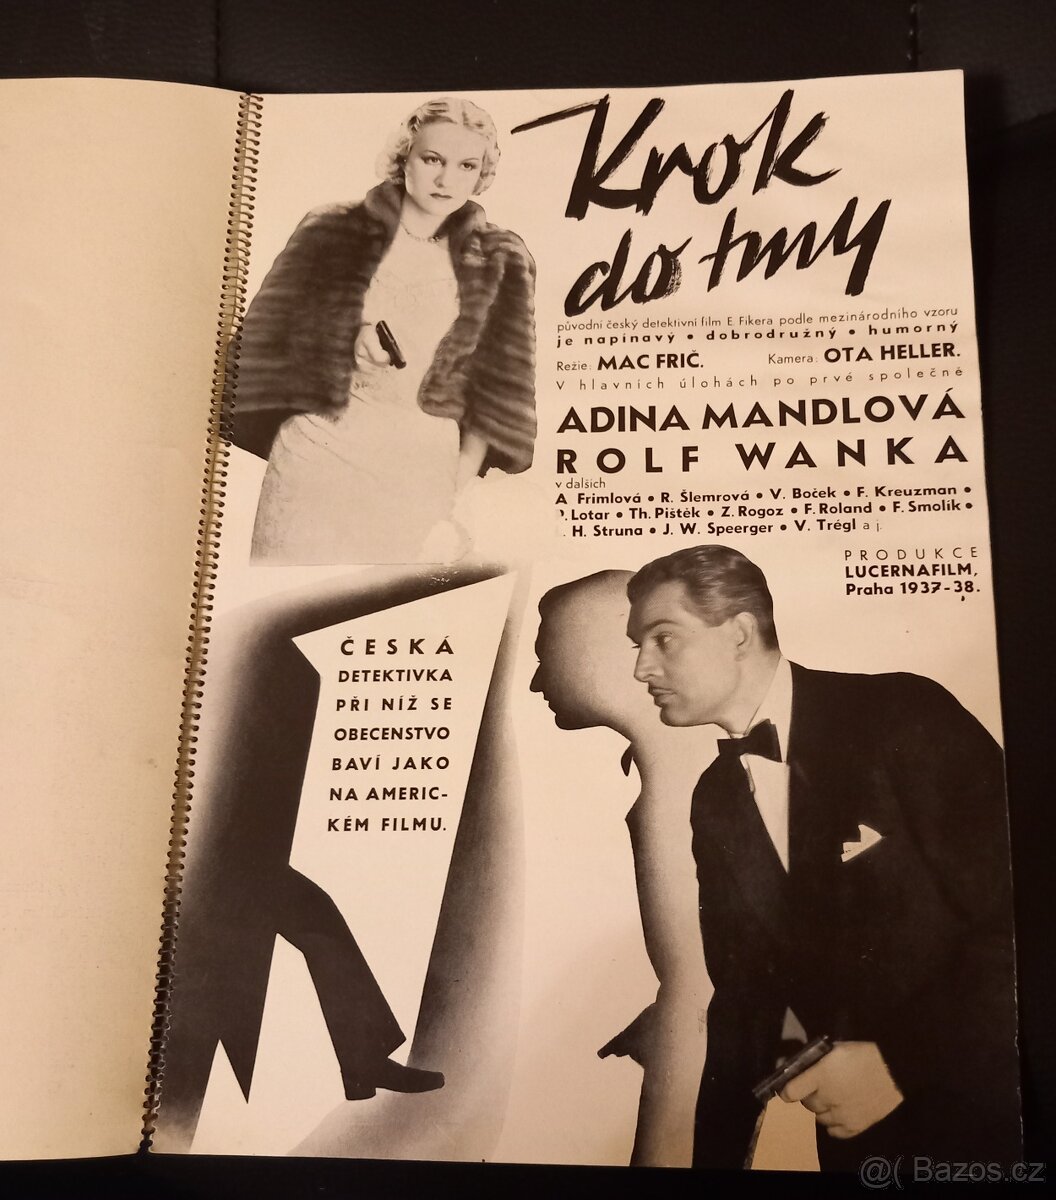 Krok
do tmy
původní český detektivní film E. Fikera podle mezinárodního vzoru
je napínavý • dobrodružný • humorný
Režie: MAC FRIČ. Kamera: OTA HELLER.
V hlavních úlohách po prvé společně
ADINA MANDLOVÁ
ROLF WANKA
v dalších
A Frimlová • R. Šlemrová • V. Boček • F. Kreuzman •
P. Lotar • Th. Pištěk • Z. Rogoz • F. Roland • F. Smolík •
H. Struna • J. W. Speerger • V. Trégl a j.
PRODUKCE
LUCERNAFILM,
Praha 1937-38.
ČESKÁ
DETEKTIVKA
PŘI NÍŽ SE
OBECENSTVO
BAVÍ JAKO
NA AMERIC-
KÉM FILMU.
@( Bazos.cz